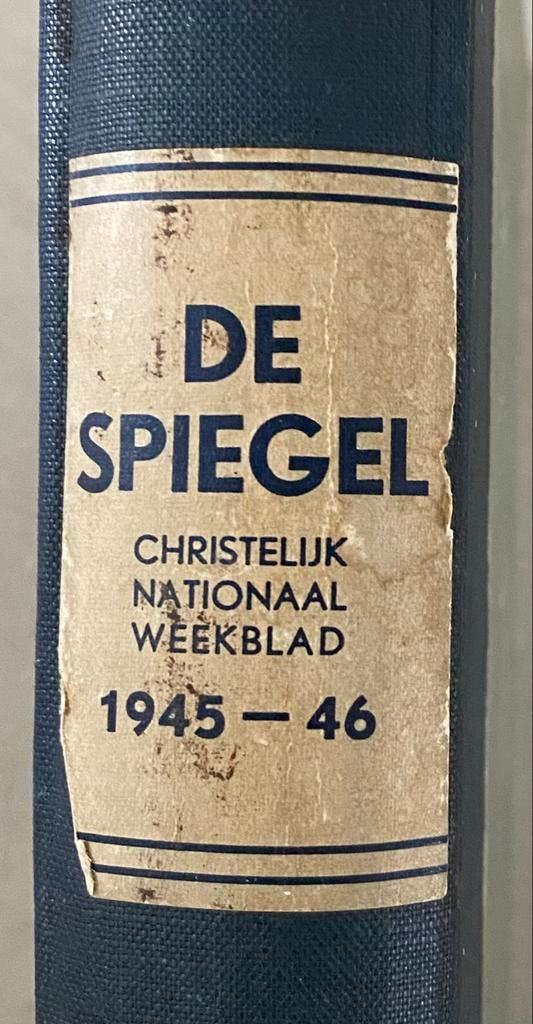 DE
SPIEGEL
CHRISTELIJK
NATIONAAL
WEEKBLAD
1945 — 46